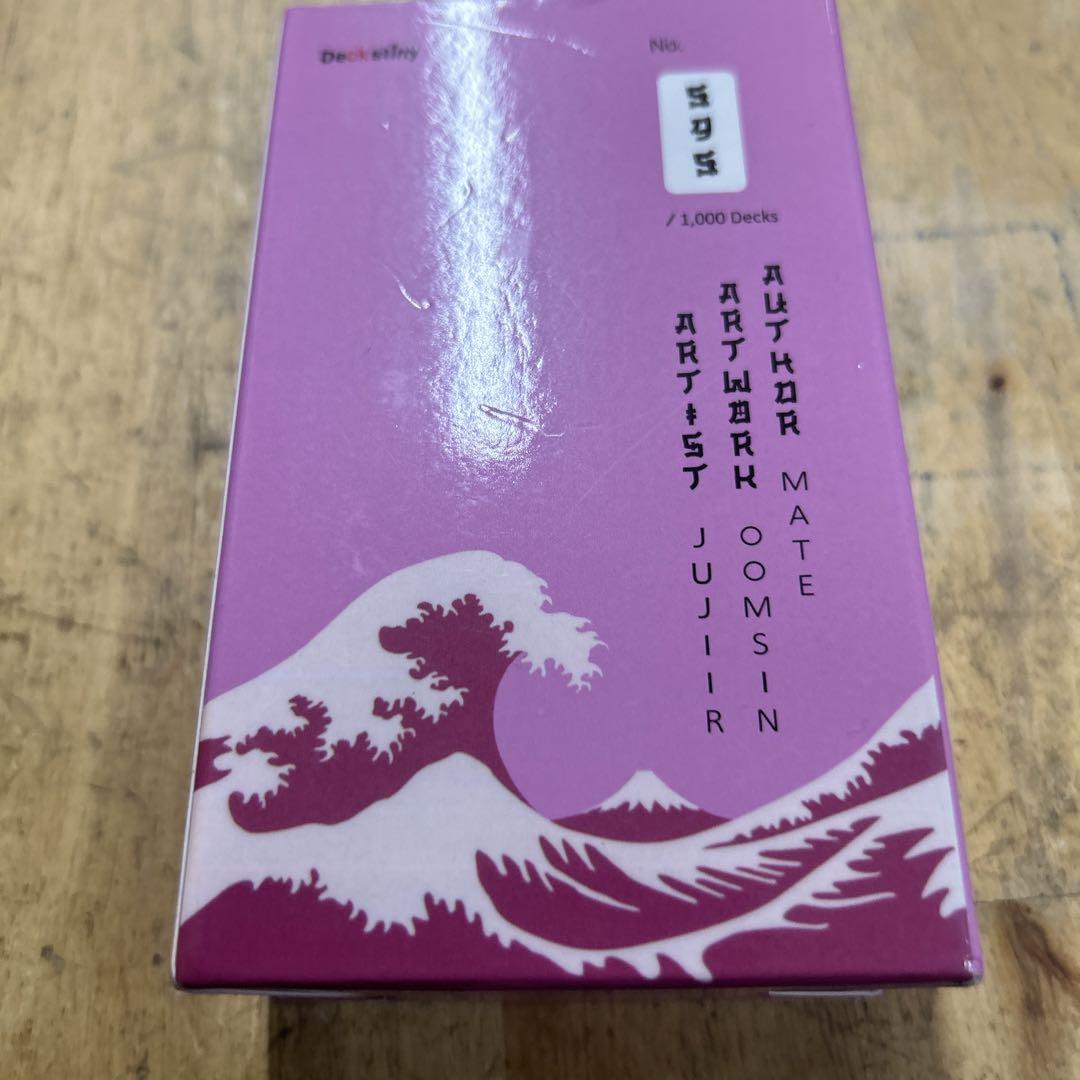 Deckstiny
No.
595
/ 1,000 Decks
AUTHOR MATE
ARTWORK OOMSIN
ARTIST JUJIIR